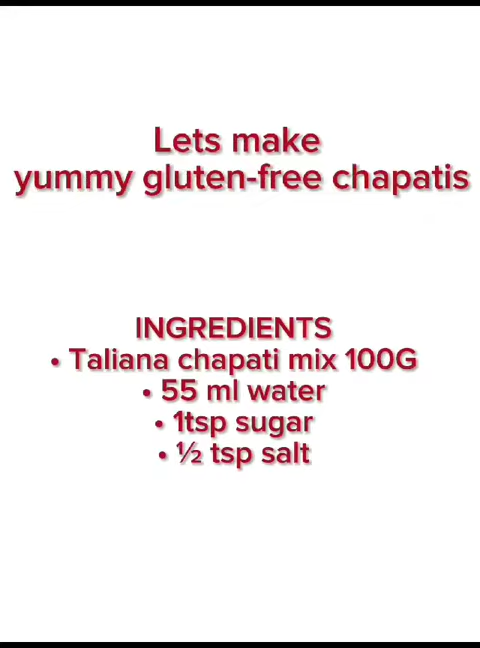 Lets make
yummy gluten-free chapatis
INGREDIENTS
• Taliana chapati mix 100G
• 55 ml water
• 1tsp sugar
• ½ tsp salt